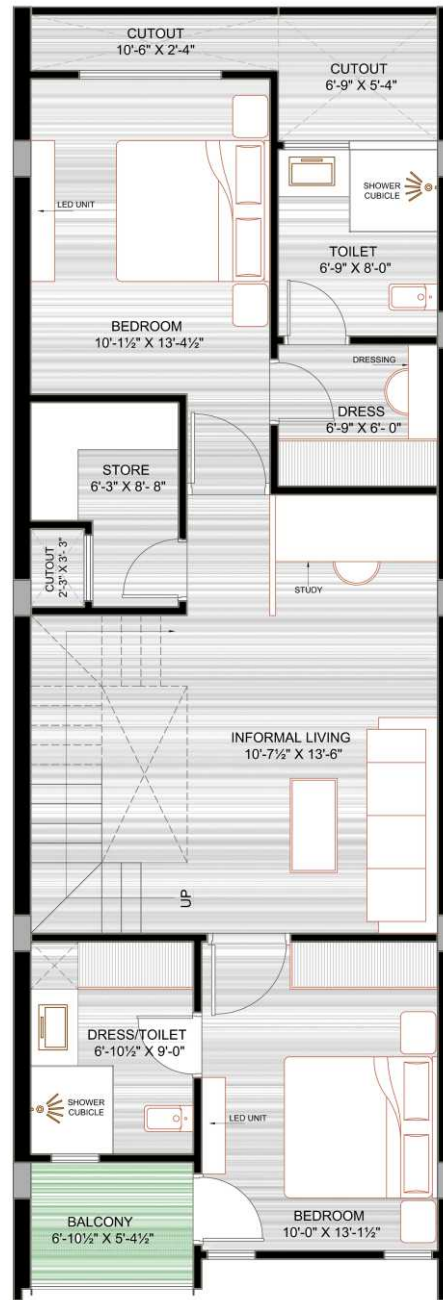 CUTOUT
10'-6" X 2'-4"
CUTOUT
6'-9" X 5'-4"
LED UNIT
SHOWER
CUBICLE
TOILET
6'-9" X 8'-0"
BEDROOM
10'-1½" X 13'-4½"
DRESSING
DRESS
6'-9" X 6'- 0"
STORE
6'-3" X 8'- 8"
CUTOUT
2'-3" X 3'- 3"
STUDY
INFORMAL LIVING
10'-7½" X 13'-6"
UP
DRESS/TOILET
6'-10½" X 9'-0"
SHOWER
CUBICLE
LED UNIT
BALCONY
6'-10½" X 5'-4½"
BEDROOM
10'-0" X 13'-1½"